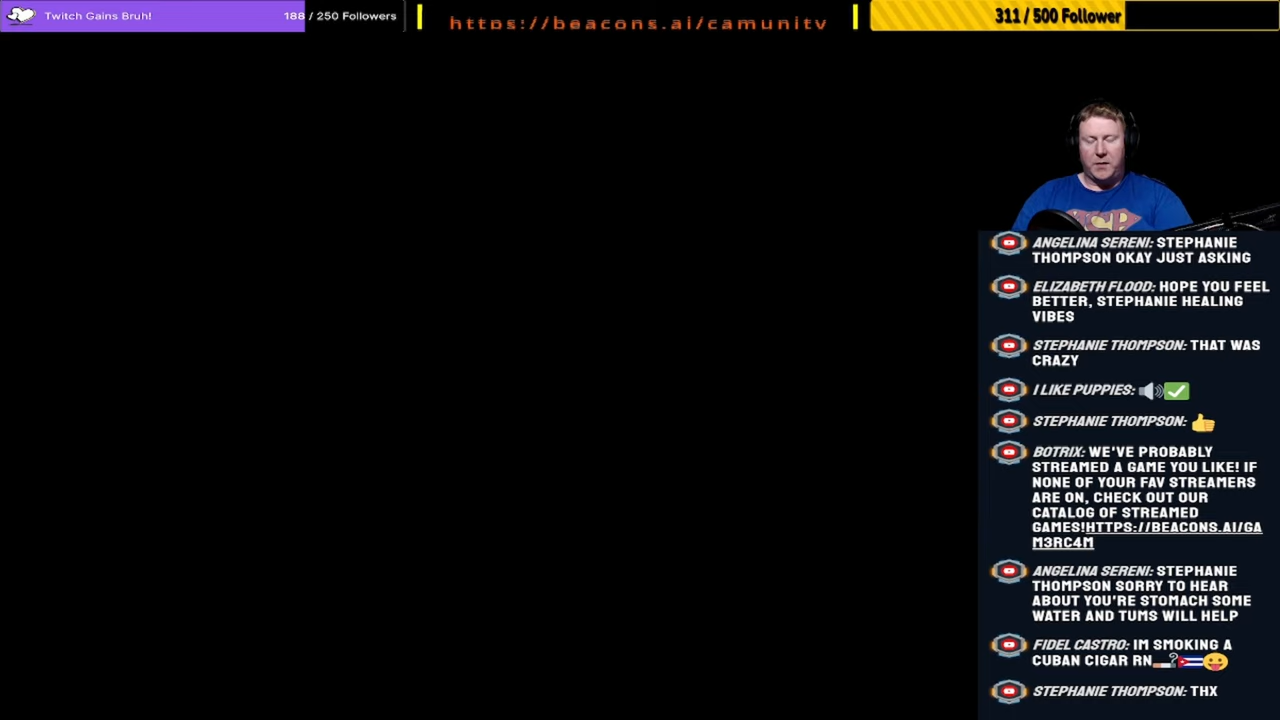 Twitch Gains Bruh!
188 / 250 Followers
https://beacons.ai/camunity
311 / 500 Follower
ANGELINA SERENI: STEPHANIE
THOMPSON OKAY JUST ASKING
ELIZABETH FLOOD: HOPE YOU FEEL
BETTER, STEPHANIE HEALING
VIBES
STEPHANIE THOMPSON: THAT WAS
CRAZY
I LIKE PUPPIES: 🔊✅
STEPHANIE THOMPSON: 👍
BOTRIX: WE'VE PROBABLY
STREAMED A GAME YOU LIKE! IF
NONE OF YOUR FAV STREAMERS
ARE ON, CHECK OUT OUR
CATALOG OF STREAMED
GAMES!HTTPS://BEACONS.AI/GA
M3RC4M
ANGELINA SERENI: STEPHANIE
THOMPSON SORRY TO HEAR
ABOUT YOU'RE STOMACH SOME
WATER AND TUMS WILL HELP
FIDEL CASTRO: IM SMOKING A
CUBAN CIGAR RN🚬🇨🇺😛
STEPHANIE THOMPSON: THX